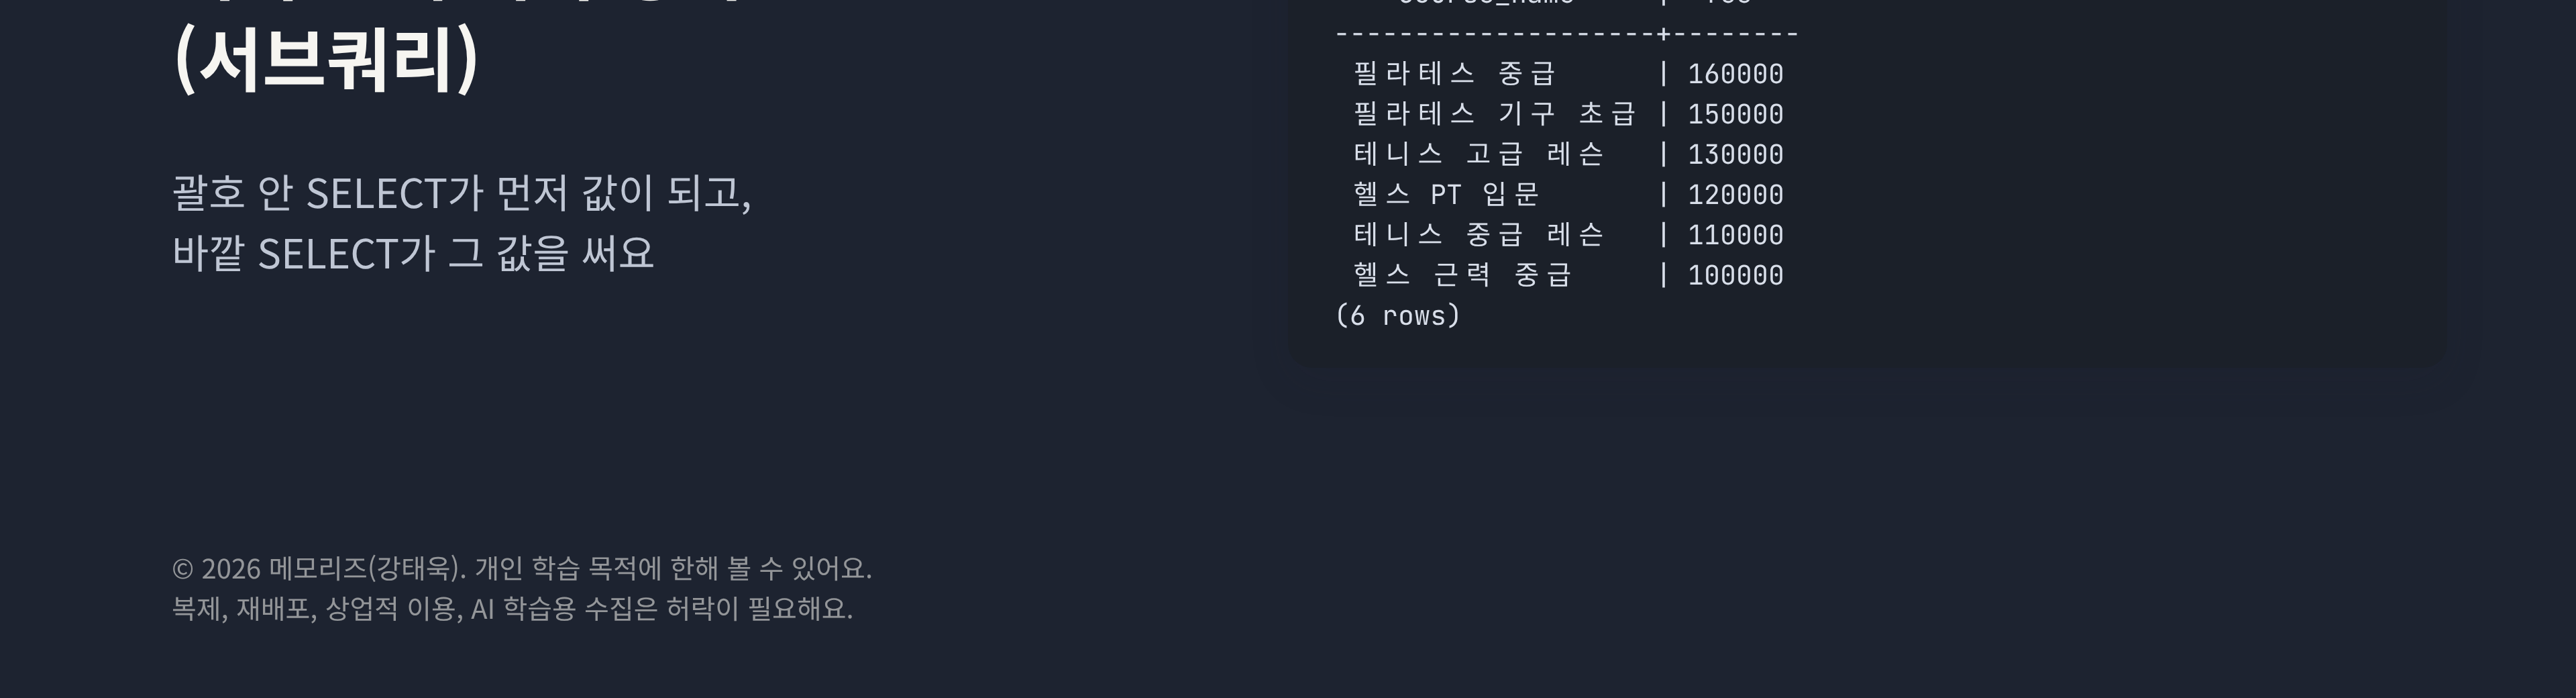 (서브쿼리)
괄호 안 SELECT가 먼저 값이 되고,
바깥 SELECT가 그 값을 써요
-------------------+--------
필라테스 중급 | 160000
필라테스 기구 초급 | 150000
테니스 고급 레슨 | 130000
헬스 PT 입문 | 120000
테니스 중급 레슨 | 110000
헬스 근력 중급 | 100000
(6 rows)
© 2026 메모리즈(강태욱). 개인 학습 목적에 한해 볼 수 있어요.
복제, 재배포, 상업적 이용, AI 학습용 수집은 허락이 필요해요.